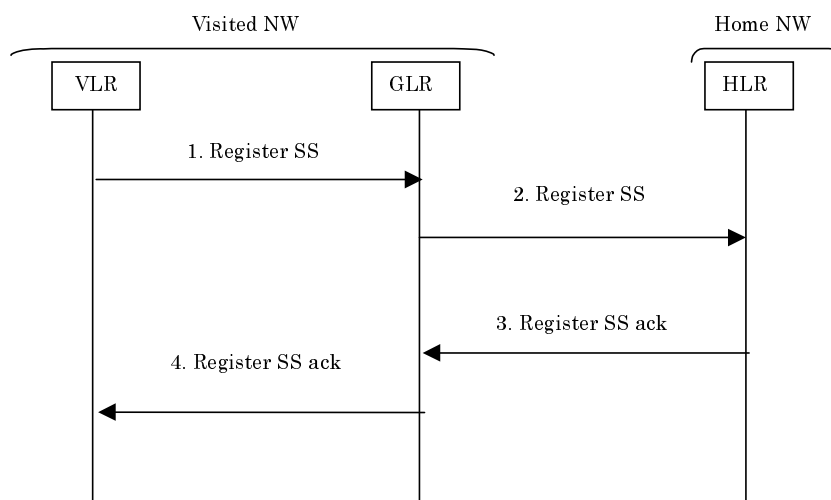 Visited NW
Home NW
VLR
GLR
HLR
1. Register SS
2. Register SS
3. Register SS ack
4. Register SS ack